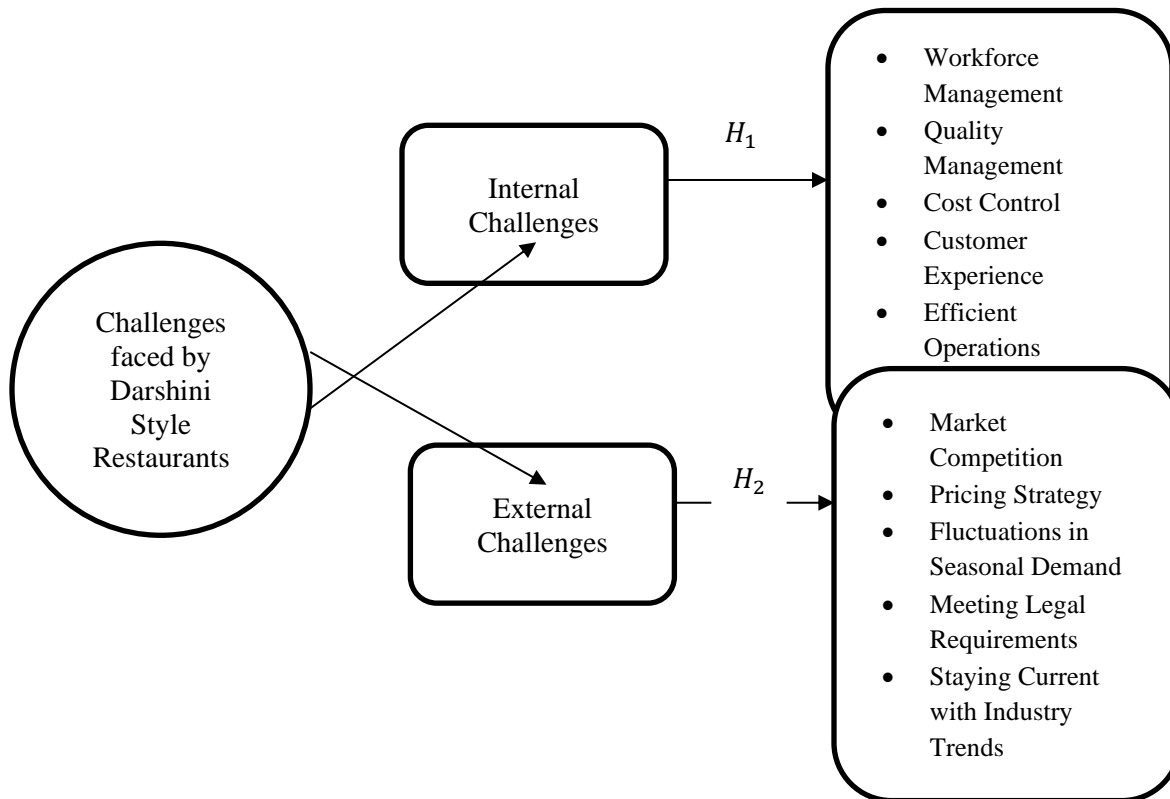 Challenges
faced by
Darshini
Style
Restaurants
Internal
Challenges
H₁
• Workforce
Management
• Quality
Management
• Cost Control
• Customer
Experience
• Efficient
Operations
External
Challenges
H₂
• Market
Competition
• Pricing Strategy
• Fluctuations in
Seasonal Demand
• Meeting Legal
Requirements
• Staying Current
with Industry
Trends